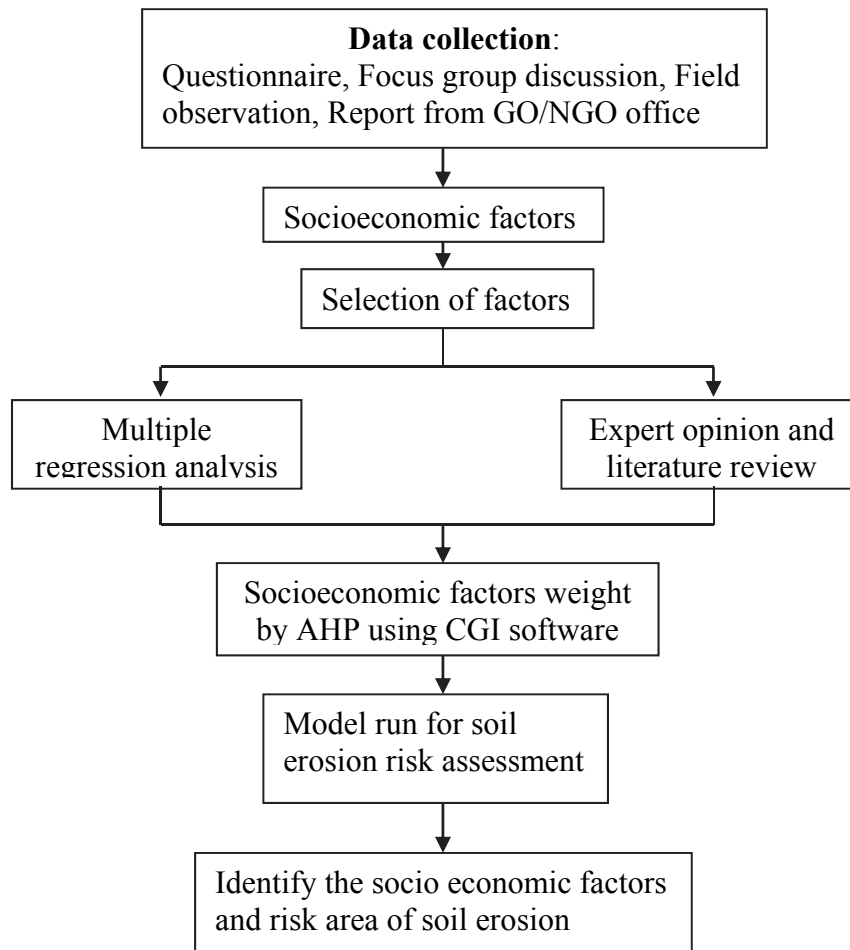 Data collection:
Questionnaire, Focus group discussion, Field
observation, Report from GO/NGO office
Socioeconomic factors
Selection of factors
Multiple
regression analysis
Expert opinion and
literature review
Socioeconomic factors weight
by AHP using CGI software
Model run for soil
erosion risk assessment
Identify the socio economic factors
and risk area of soil erosion